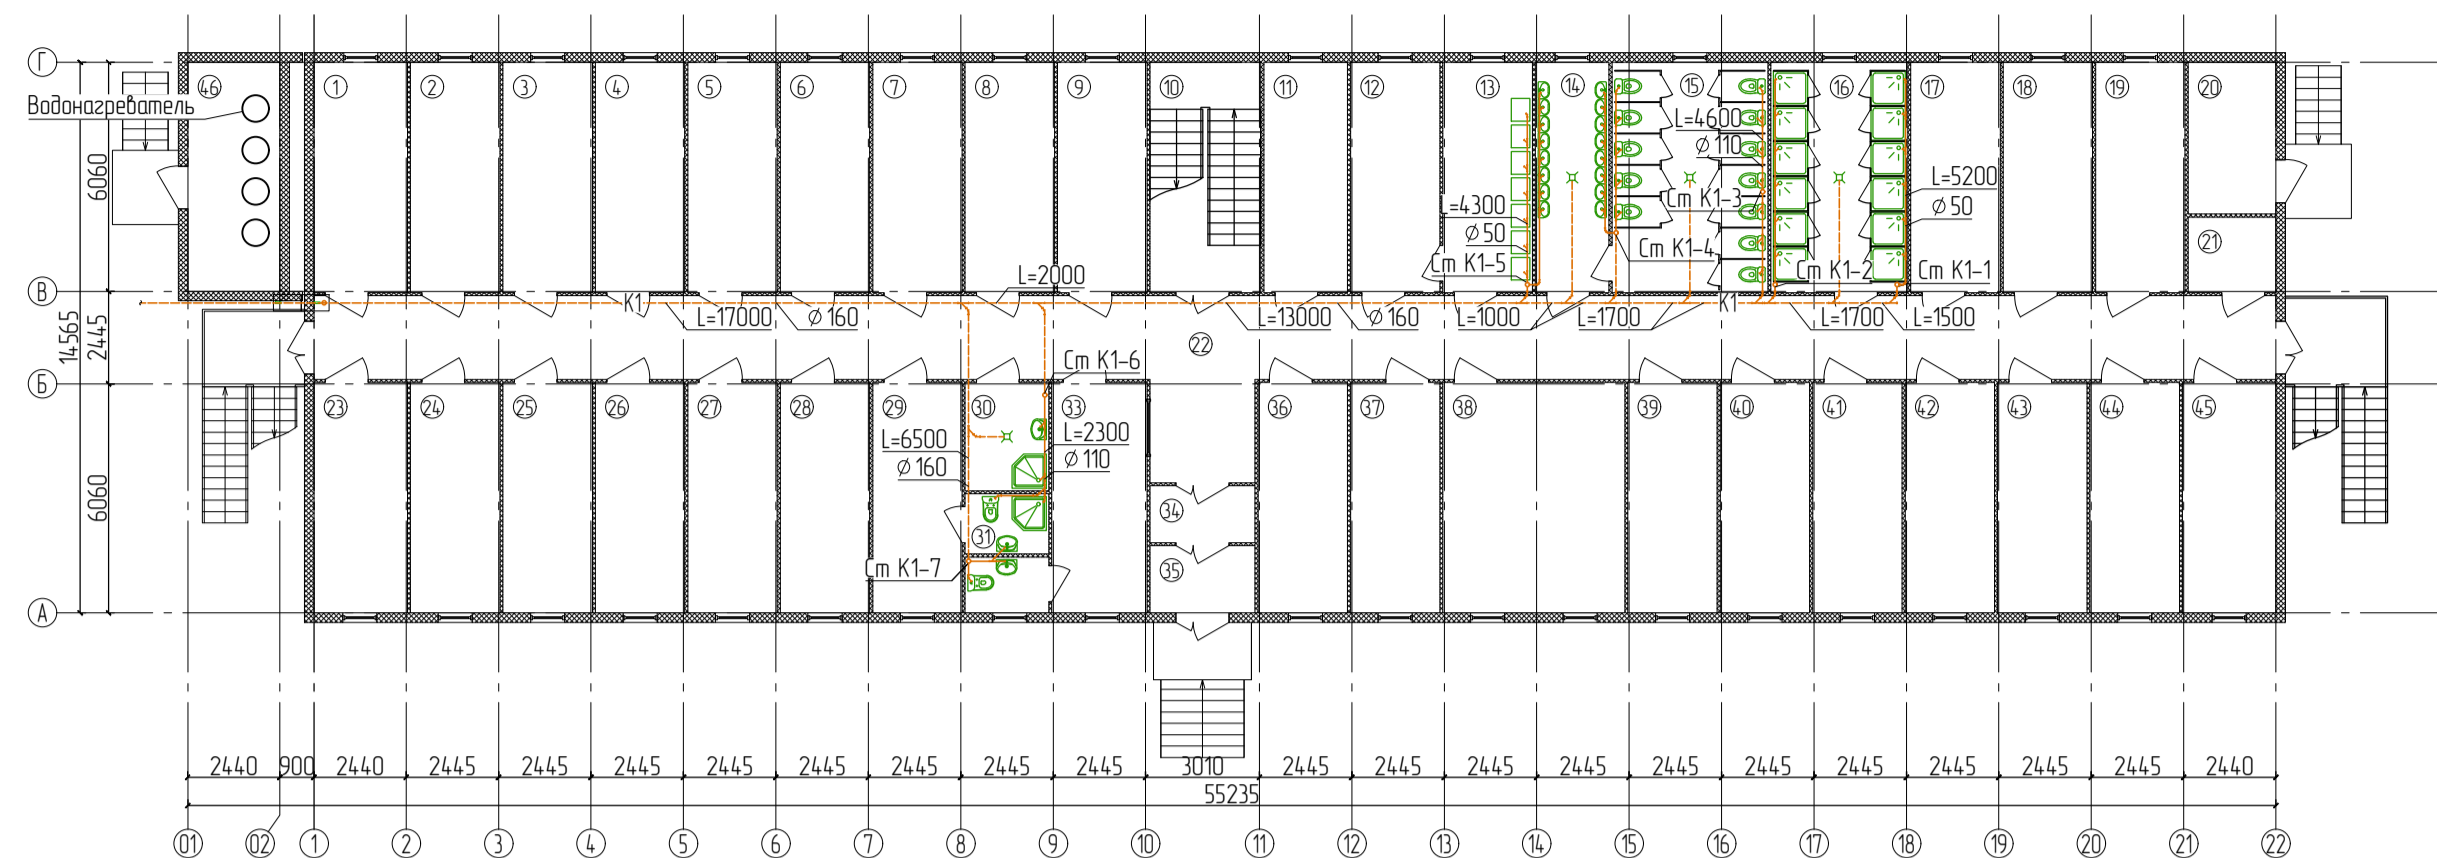 Г
46
1
2
3
4
5
6
7
8
9
10
11
12
13
14
15
16
17
18
19
20
Водонагреватель
L=4600
Ø 110
6060
L=5200
Ø 50
Ст К1-3
L=4300
Ø 50
21
Ст К1-4
Ст К1-5
Ст К1-2
Ст К1-1
L=2000
В
К1
К1
L=17000
Ø 160
L=13000
Ø 160
L=1000
L=1700
L=1700
L=1500
14565
2445
22
Ст К1-6
Б
23
24
25
26
27
28
29
30
33
36
37
38
39
40
41
42
43
44
45
L=6500
Ø 160
L=2300
Ø 110
6060
34
31
35
Ст К1-7
А
2440
900
2440
2445
2445
2445
2445
2445
2445
2445
2445
3010
2445
2445
2445
2445
2445
2445
2445
2445
2445
2445
2440
55235
01
02
1
2
3
4
5
6
7
8
9
10
11
12
13
14
15
16
17
18
19
20
21
22